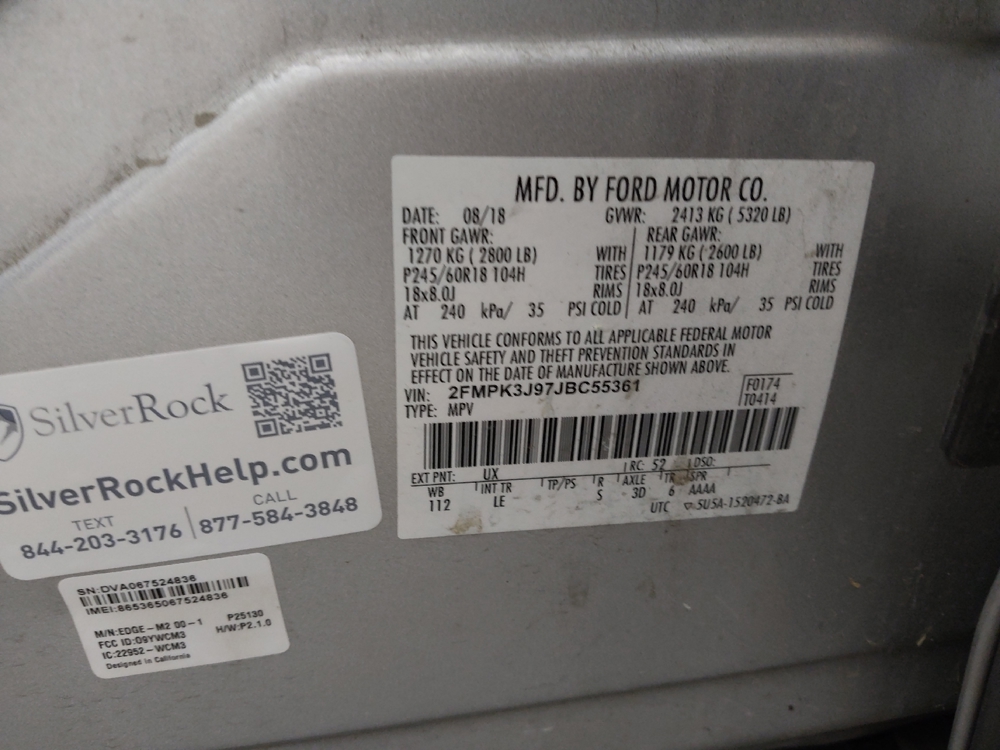 MFD. BY FORD MOTOR CO.
DATE: 08/18 GVWR: 2413 KG ( 5320 LB)
FRONT GAWR: REAR GAWR:
1270 KG ( 2800 LB) WITH 1179 KG ( 2600 LB) WITH
P245/60R18 104H TIRES P245/60R18 104H TIRES
18x8.0J RIMS 18x8.0J RIMS
AT 240 kPa/ 35 PSI COLD AT 240 kPa/ 35 PSI COLD
THIS VEHICLE CONFORMS TO ALL APPLICABLE FEDERAL MOTOR
VEHICLE SAFETY AND THEFT PREVENTION STANDARDS IN
EFFECT ON THE DATE OF MANUFACTURE SHOWN ABOVE.
VIN: 2FMPK3J97JBC55361 F0174
TYPE: MPV T0414
EXT PNT: UX RC: 52 DSO:
WB INT TR TP/PS R AXLE TR SPR
112 LE S 3D 6 AAAA
UTC 5U5A-1520472-BA
SilverRock
SilverRockHelp.com
TEXT CALL
844-203-3176 877-584-3848
SN:DVA067524836
IMEI:865365067524836
M/N:EDGE-M2 00-1 P25130
FCC ID:O9YWCM3 H/W:P2.1.0
IC:22952-WCM3
Designed in California